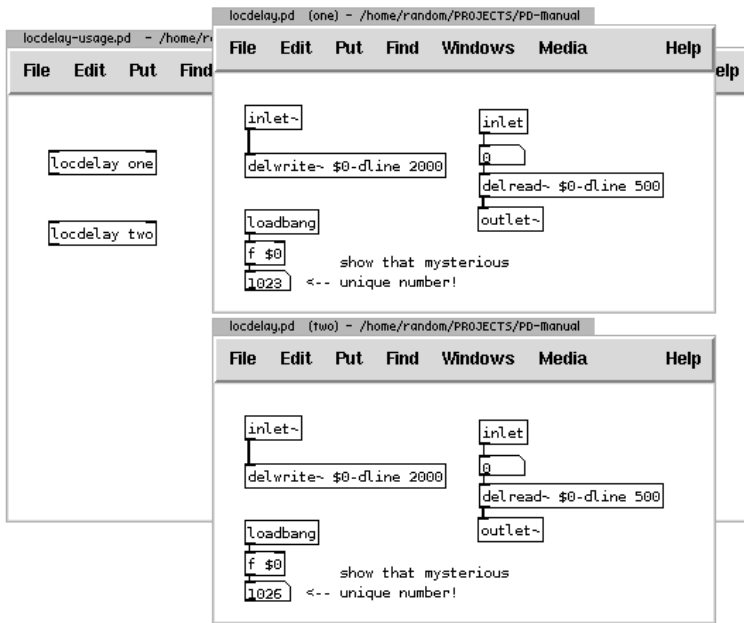 locdelay.pd (one) - /home/random/PROJECTS/PD-Manual
File Edit Put Find Windows Media Help
inlet~
inlet
0
delwrite~ $0-dline 2000
delread~ $0-dline 500
outlet~
loadbang
f $0
show that mysterious
1023 <-- unique number!
locdelay-usage.pd - /home/r
File Edit Put Find elp
locdelay one
locdelay two
locdelay.pd (two) - /home/random/PROJECTS/PD-Manual
File Edit Put Find Windows Media Help
inlet~
inlet
0
delwrite~ $0-dline 2000
delread~ $0-dline 500
outlet~
loadbang
f $0
show that mysterious
1026 <-- unique number!